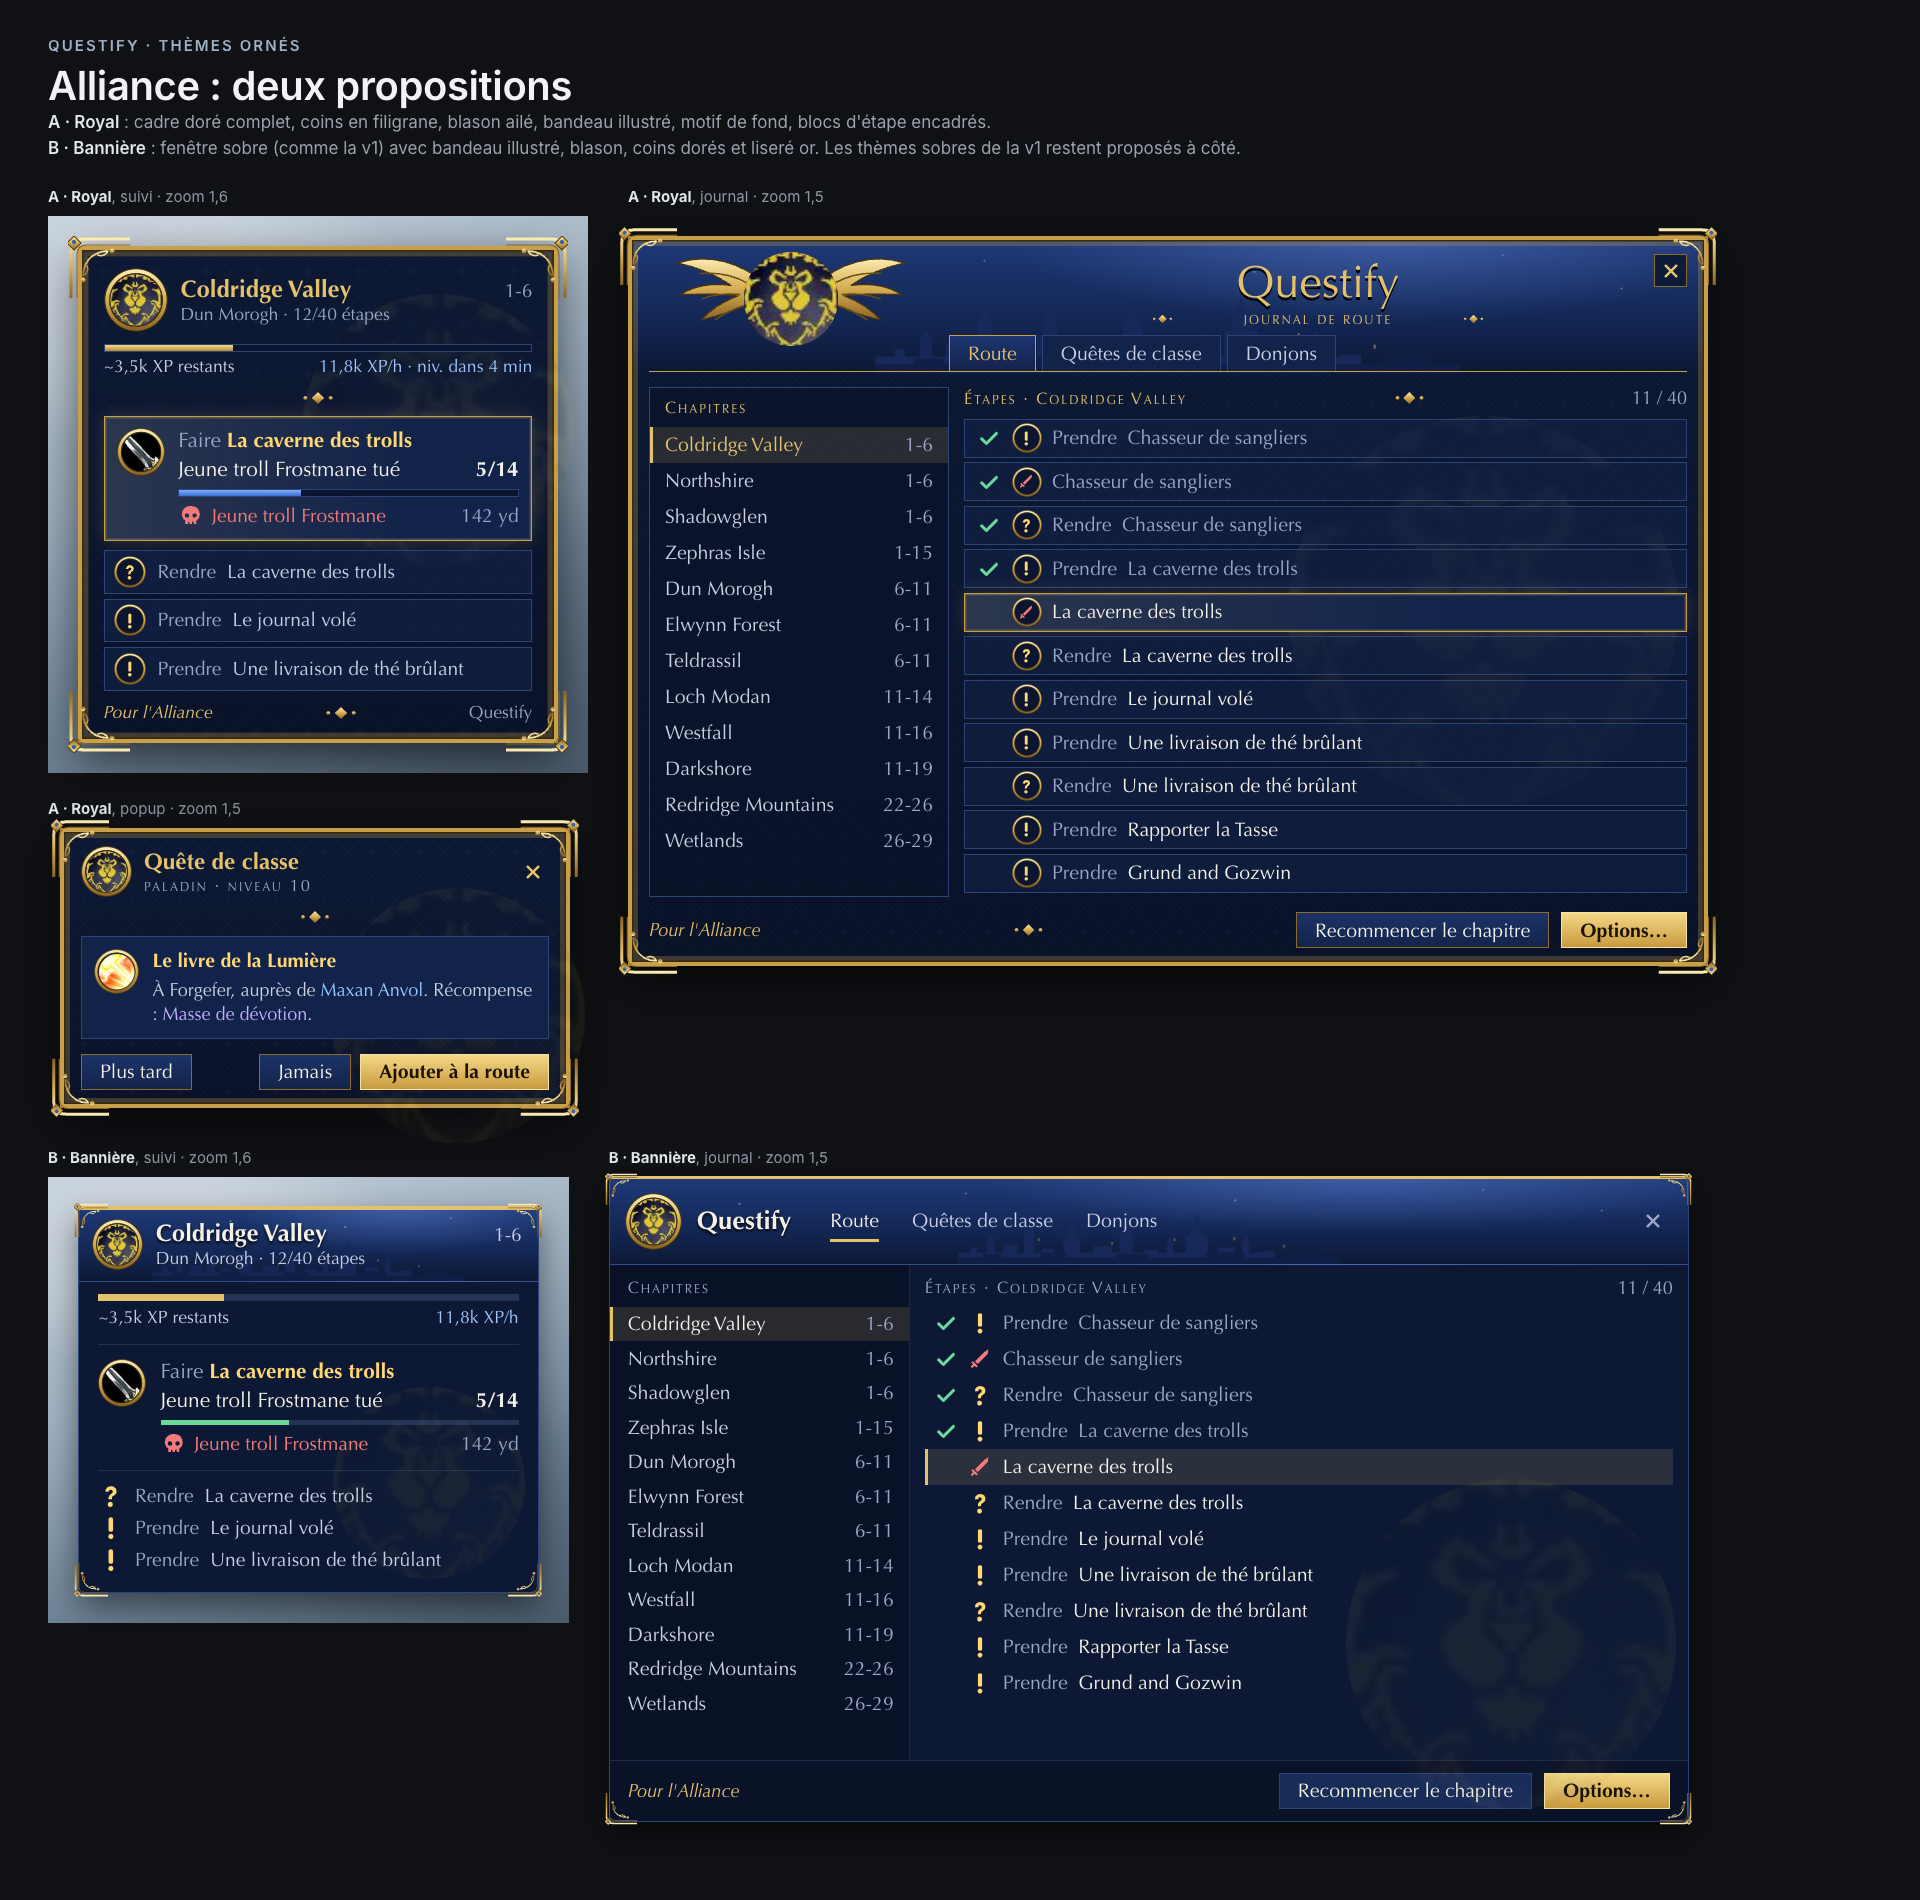 QUESTIFY · THÈMES ORNÉS
Alliance : deux propositions
A · Royal : cadre doré complet, coins en filigrane, blason ailé, bandeau illustré, motif de fond, blocs d'étape encadrés.
B · Bannière : fenêtre sobre (comme la v1) avec bandeau illustré, blason, coins dorés et liseré or. Les thèmes sobres de la v1 restent proposés à côté.
A · Royal, suivi · zoom 1,6
Coldridge Valley 1-6
Dun Morogh · 12/40 étapes
~3,5k XP restants 11,8k XP/h · niv. dans 4 min
Faire La caverne des trolls
Jeune troll Frostmane tué 5/14
Jeune troll Frostmane 142 yd
? Rendre La caverne des trolls
! Prendre Le journal volé
! Prendre Une livraison de thé brûlant
Pour l'Alliance Questify
A · Royal, journal · zoom 1,5
Questify
JOURNAL DE ROUTE
Route Quêtes de classe Donjons
Chapitres
Coldridge Valley 1-6
Northshire 1-6
Shadowglen 1-6
Zephras Isle 1-15
Dun Morogh 6-11
Elwynn Forest 6-11
Teldrassil 6-11
Loch Modan 11-14
Westfall 11-16
Darkshore 11-19
Redridge Mountains 22-26
Wetlands 26-29
Étapes · Coldridge Valley 11 / 40
! Prendre Chasseur de sangliers
Chasseur de sangliers
? Rendre Chasseur de sangliers
! Prendre La caverne des trolls
La caverne des trolls
? Rendre La caverne des trolls
! Prendre Le journal volé
! Prendre Une livraison de thé brûlant
? Rendre Une livraison de thé brûlant
! Prendre Rapporter la Tasse
! Prendre Grund and Gozwin
Pour l'Alliance Recommencer le chapitre Options...
A · Royal, popup · zoom 1,5
Quête de classe
PALADIN · NIVEAU 10
Le livre de la Lumière
À Forgefer, auprès de Maxan Anvol. Récompense
: Masse de dévotion.
Plus tard Jamais Ajouter à la route
B · Bannière, suivi · zoom 1,6
Coldridge Valley 1-6
Dun Morogh · 12/40 étapes
~3,5k XP restants 11,8k XP/h
Faire La caverne des trolls
Jeune troll Frostmane tué 5/14
Jeune troll Frostmane 142 yd
? Rendre La caverne des trolls
! Prendre Le journal volé
! Prendre Une livraison de thé brûlant
B · Bannière, journal · zoom 1,5
Questify Route Quêtes de classe Donjons
Chapitres
Coldridge Valley 1-6
Northshire 1-6
Shadowglen 1-6
Zephras Isle 1-15
Dun Morogh 6-11
Elwynn Forest 6-11
Teldrassil 6-11
Loch Modan 11-14
Westfall 11-16
Darkshore 11-19
Redridge Mountains 22-26
Wetlands 26-29
Étapes · Coldridge Valley 11 / 40
! Prendre Chasseur de sangliers
Chasseur de sangliers
? Rendre Chasseur de sangliers
! Prendre La caverne des trolls
La caverne des trolls
? Rendre La caverne des trolls
! Prendre Le journal volé
! Prendre Une livraison de thé brûlant
? Rendre Une livraison de thé brûlant
! Prendre Rapporter la Tasse
! Prendre Grund and Gozwin
Pour l'Alliance Recommencer le chapitre Options...